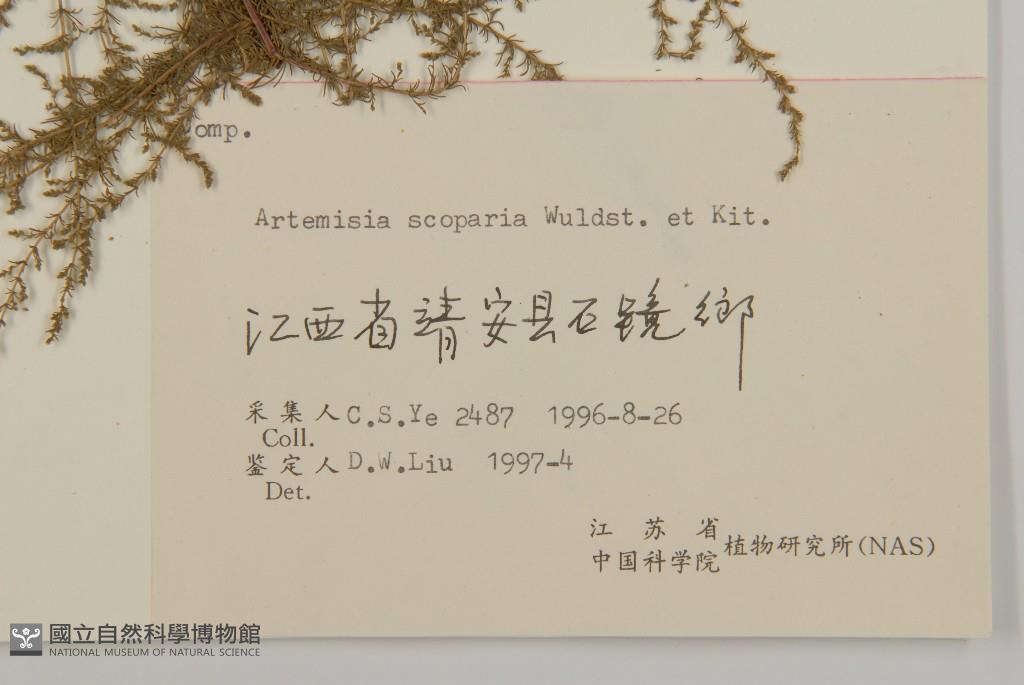 omp.
Artemisia scoparia Wuldst. et Kit.
江西省靖安县石镜鄉
采集人 C.S.Ye 2487 1996-8-26
Coll.
鉴定人 D.W.Liu 1997-4
Det.
江苏省
中国科学院 植物研究所(NAS)
國立自然科學博物館
NATIONAL MUSEUM OF NATURAL SCIENCE